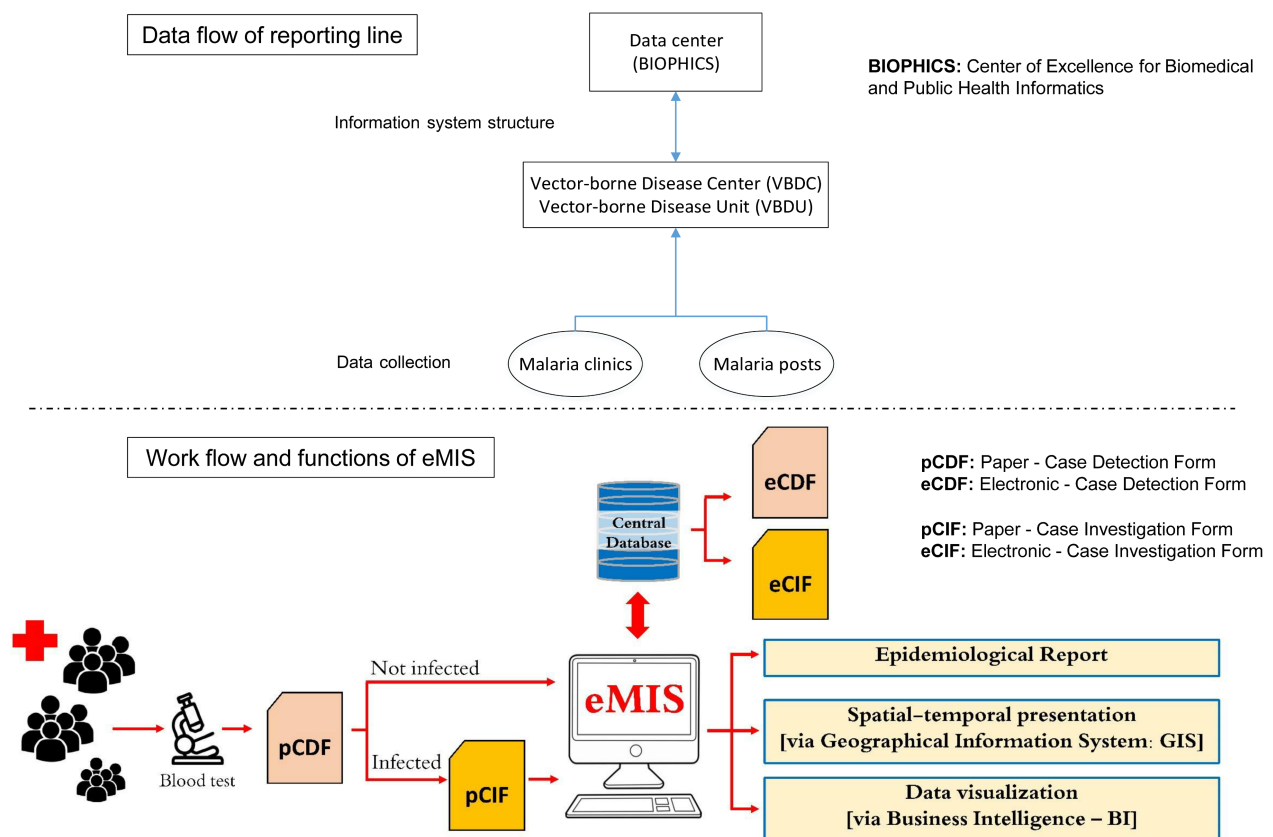 Data flow of reporting line
Data center
(BIOPHICS)
BIOPHICS: Center of Excellence for Biomedical
and Public Health Informatics
Information system structure
Vector-borne Disease Center (VBDC)
Vector-borne Disease Unit (VBDU)
Data collection
Malaria clinics
Malaria posts
Work flow and functions of eMIS
eCDF
Central
Database
eCIF
pCDF: Paper - Case Detection Form
eCDF: Electronic - Case Detection Form
pCIF: Paper - Case Investigation Form
eCIF: Electronic - Case Investigation Form
Blood test
pCDF
Not infected
Infected
pCIF
eMIS
Epidemiological Report
Spatial-temporal presentation
[via Geographical Information System: GIS]
Data visualization
[via Business Intelligence – BI]